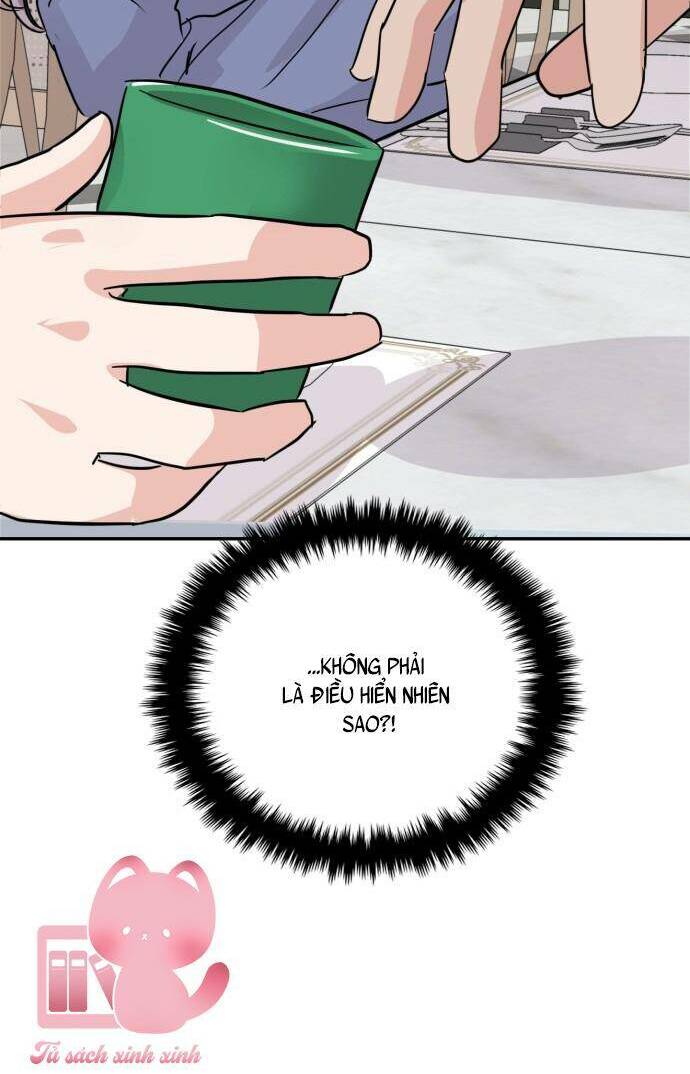 ...KHÔNG PHẢI
LÀ ĐIỀU HIỂN NHIÊN
SAO?!
Tủ sách xinh xinh